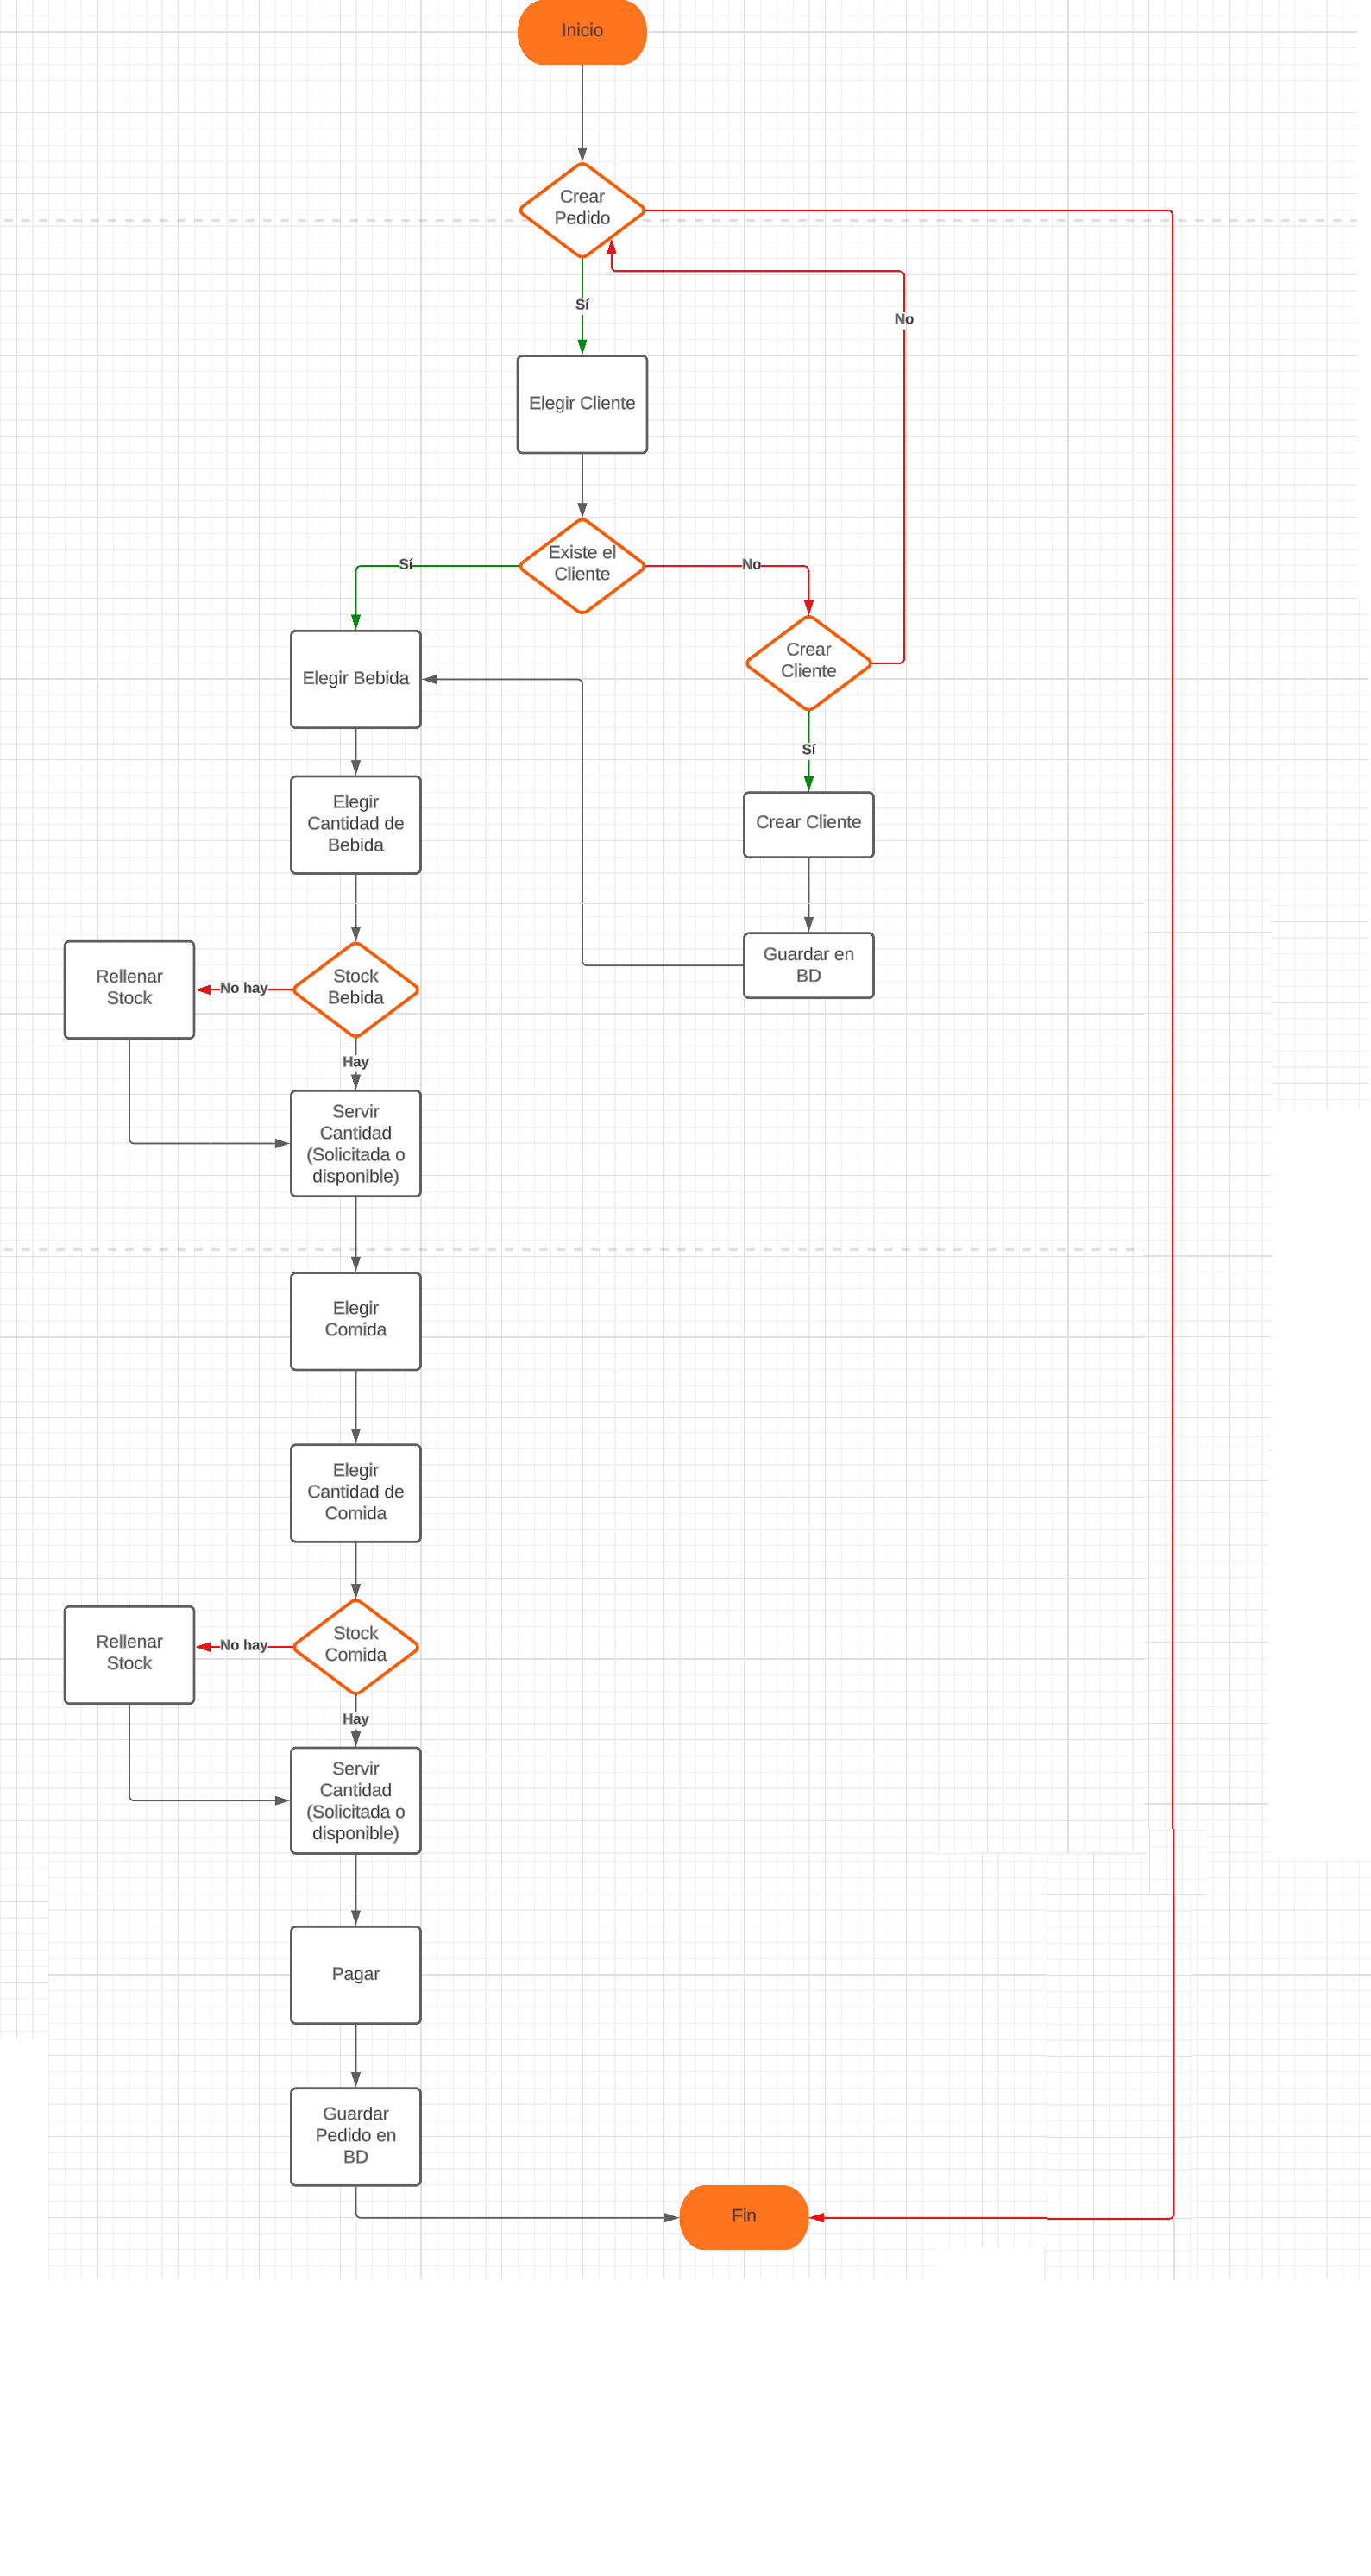 Inicio
Crear
Pedido
Sí
No
Elegir Cliente
Existe el
Cliente
Sí
No
Crear
Cliente
Elegir Bebida
Sí
Elegir
Cantidad de
Bebida
Crear Cliente
Guardar en
BD
Rellenar
Stock
No hay
Stock
Bebida
Hay
Servir
Cantidad
(Solicitada o
disponible)
Elegir
Comida
Elegir
Cantidad de
Comida
Rellenar
Stock
No hay
Stock
Comida
Hay
Servir
Cantidad
(Solicitada o
disponible)
Pagar
Guardar
Pedido en
BD
Fin